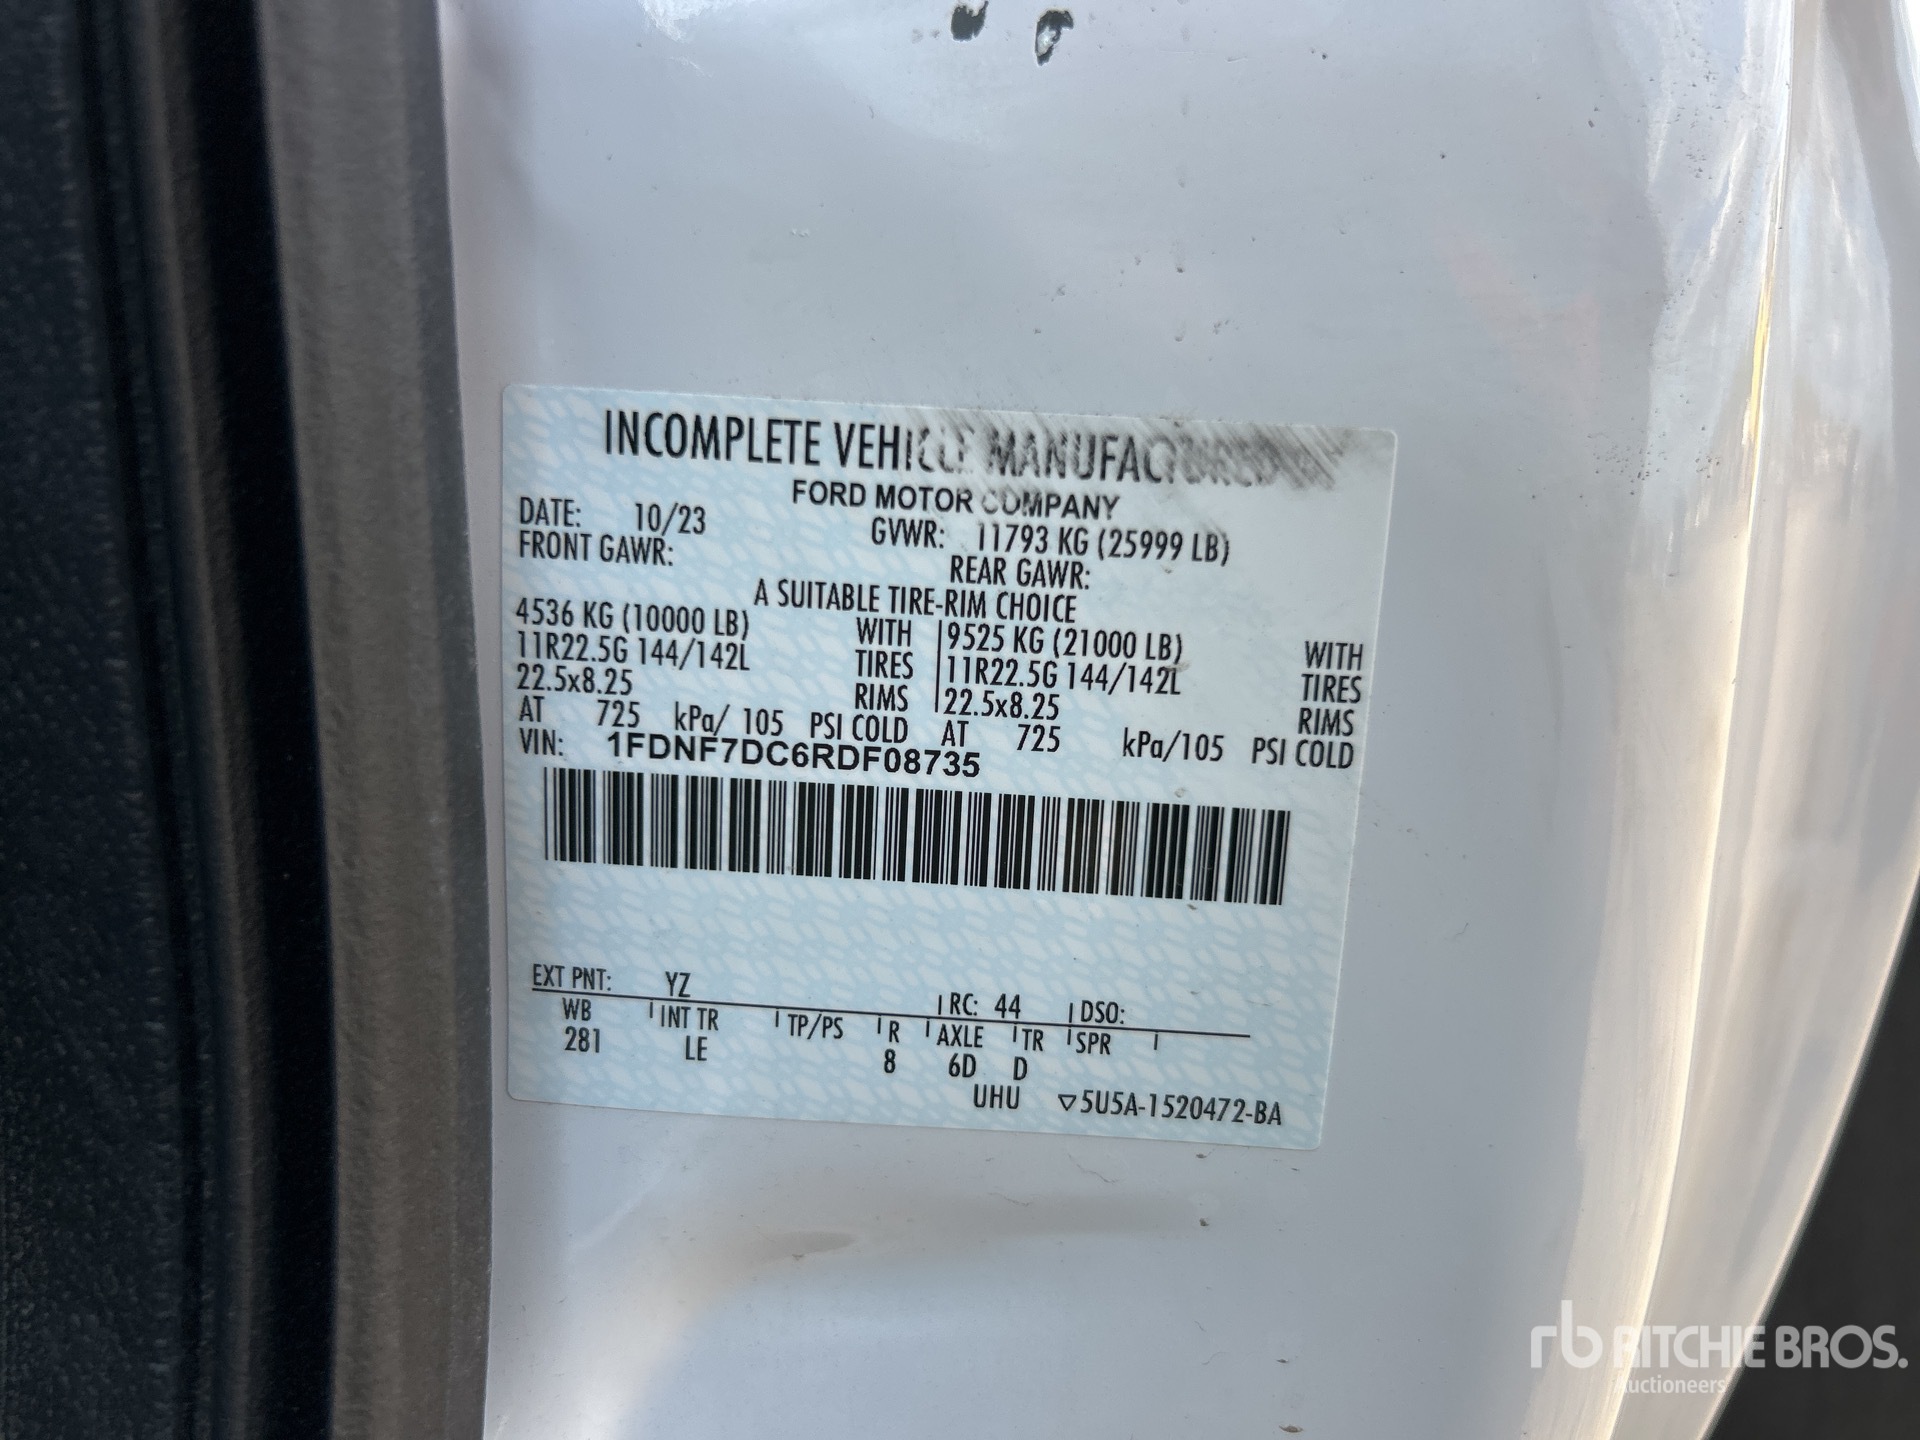 INCOMPLETE VEHICLE MANUFACTURED
FORD MOTOR COMPANY
DATE: 10/23 GVWR: 11793 KG (25999 LB)
FRONT GAWR: REAR GAWR:
A SUITABLE TIRE-RIM CHOICE
4536 KG (10000 LB) WITH 9525 KG (21000 LB) WITH
11R22.5G 144/142L TIRES 11R22.5G 144/142L TIRES
22.5x8.25 RIMS 22.5x8.25 RIMS
AT 725 kPa/ 105 PSI COLD AT 725 kPa/105 PSI COLD
VIN: 1FDNF7DC6RDF08735
EXT PNT: YZ RC: 44 DSO:
WB INT TR TP/PS R AXLE TR SPR
281 LE 8 6D D
UHU ▽5U5A-1520472-BA
rb RITCHIE BROS.
Auctioneers